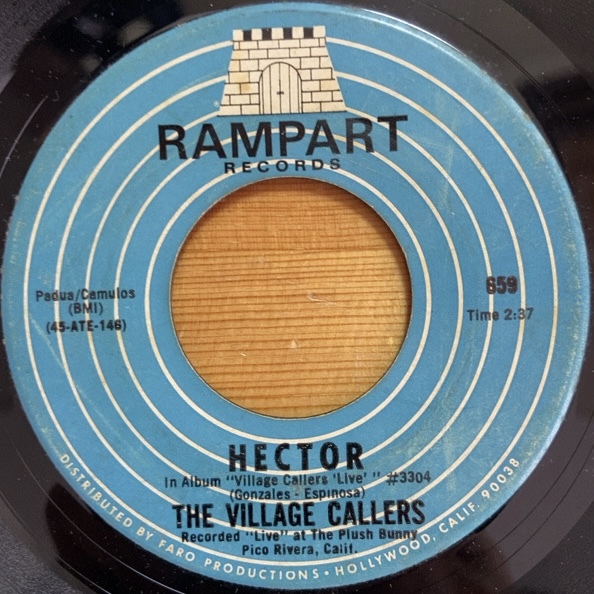 RAMPART
RECORDS
Padua/Camulos
(BMI)
(45-ATE-146)
659
Time 2:37
HECTOR
In Album "Village Callers 'Live' " #3304
(Gonzales - Espinosa)
THE VILLAGE CALLERS
Recorded "Live" at The Plush Bunny
Pico Rivera, Calif.
DISTRIBUTED BY FARO PRODUCTIONS • HOLLYWOOD, CALIF. 90038